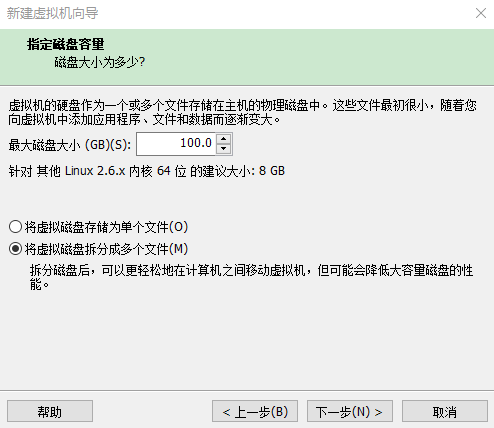 新建虚拟机向导
指定磁盘容量
磁盘大小为多少?
虚拟机的硬盘作为一个或多个文件存储在主机的物理磁盘中。这些文件最初很小，随着您
向虚拟机中添加应用程序、文件和数据而逐渐变大。
最大磁盘大小 (GB)(S): 100.0
针对 其他 Linux 2.6.x 内核 64 位 的建议大小: 8 GB
将虚拟磁盘存储为单个文件(O)
将虚拟磁盘拆分成多个文件(M)
拆分磁盘后，可以更轻松地在计算机之间移动虚拟机，但可能会降低大容量磁盘的性
能。
帮助 < 上一步(B) 下一步(N) > 取消